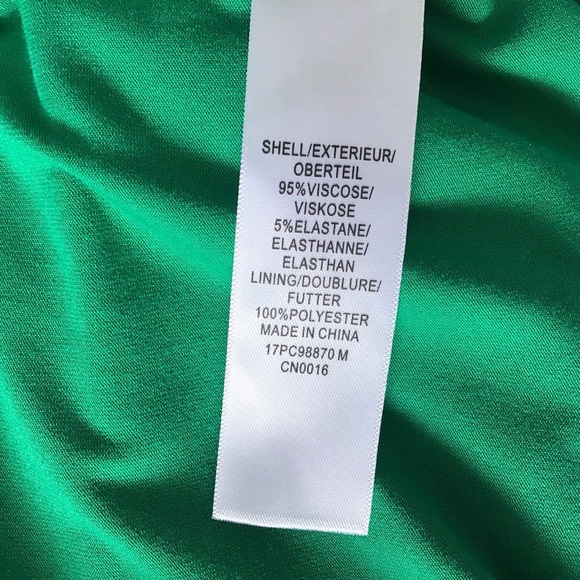 SHELL/EXTERIEUR/
OBERTEIL
95%VISCOSE/
VISKOSE
5%ELASTANE/
ELASTHANNE/
ELASTHAN
LINING/DOUBLURE/
FUTTER
100%POLYESTER
MADE IN CHINA
17PC98870 M
CN0016